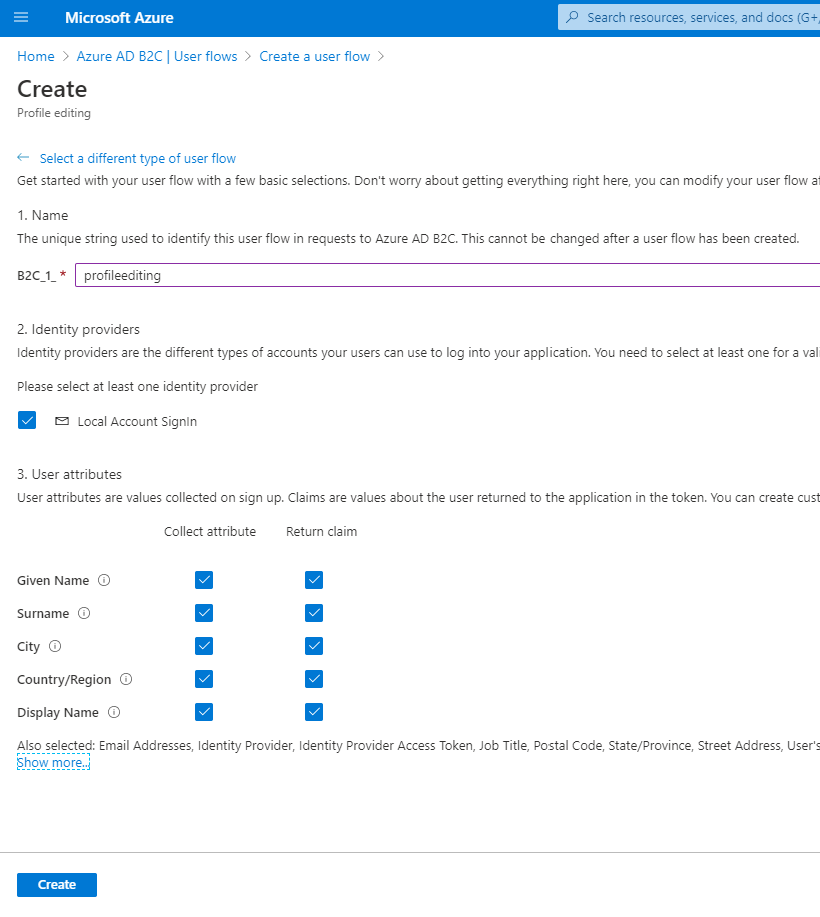 Microsoft Azure
Search resources, services, and docs (G+/
Home > Azure AD B2C | User flows > Create a user flow >
Create
Profile editing
← Select a different type of user flow
Get started with your user flow with a few basic selections. Don't worry about getting everything right here, you can modify your user flow af
1. Name
The unique string used to identify this user flow in requests to Azure AD B2C. This cannot be changed after a user flow has been created.
B2C_1_ * profileediting
2. Identity providers
Identity providers are the different types of accounts your users can use to log into your application. You need to select at least one for a vali
Please select at least one identity provider
Local Account SignIn
3. User attributes
User attributes are values collected on sign up. Claims are values about the user returned to the application in the token. You can create cust
Collect attribute Return claim
Given Name
Surname
City
Country/Region
Display Name
Also selected: Email Addresses, Identity Provider, Identity Provider Access Token, Job Title, Postal Code, State/Province, Street Address, User's
Show more...
Create